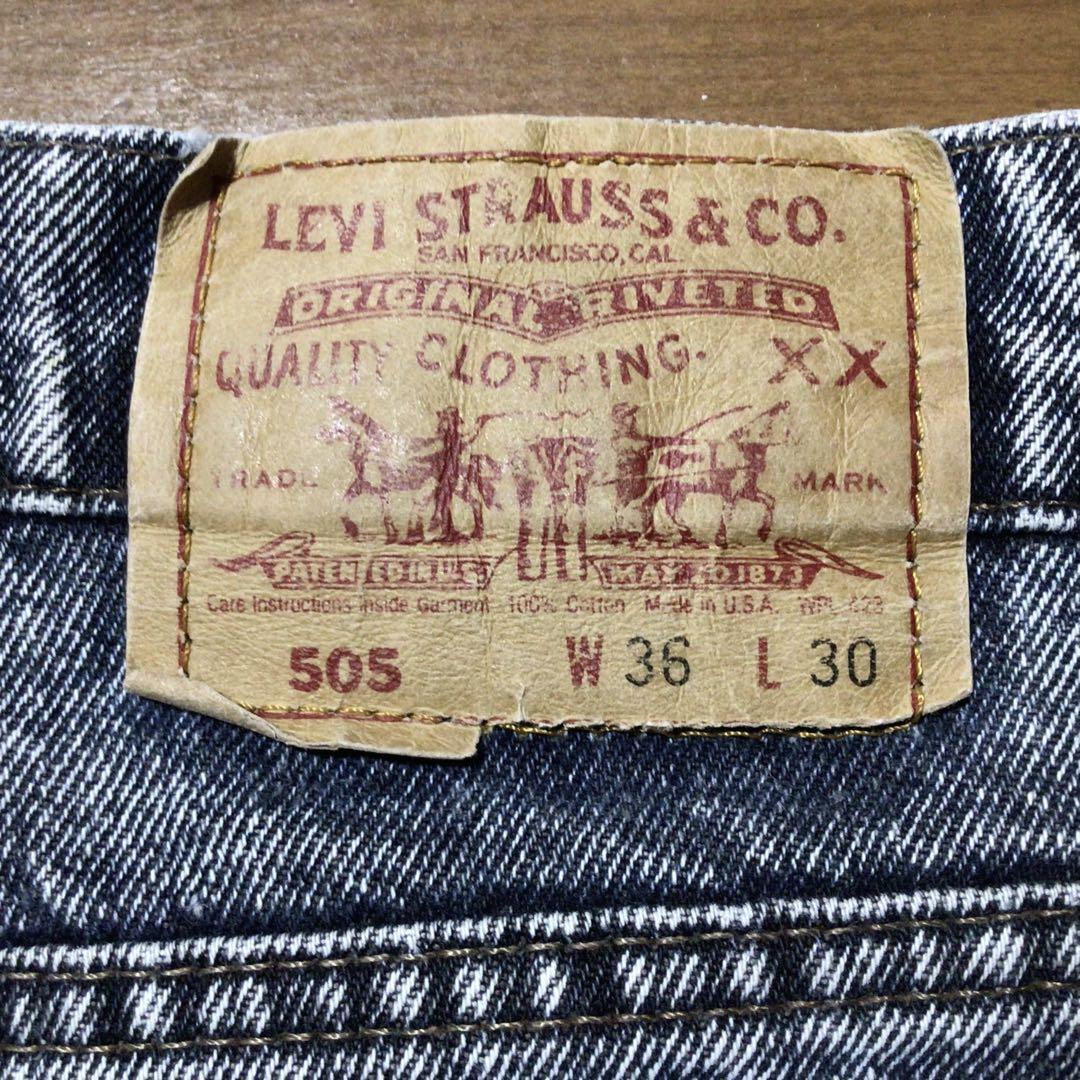 LEVI STRAUSS & CO.
SAN FRANCISCO, CAL
ORIGINAL RIVETED
QUALITY CLOTHING. XX
TRADE MARK
PATENTED IN U.S. MAY 20 1873
Care Instructions Inside Garment 100% Cotton Made in U.S.A. WPL 423
505 W 36 L 30